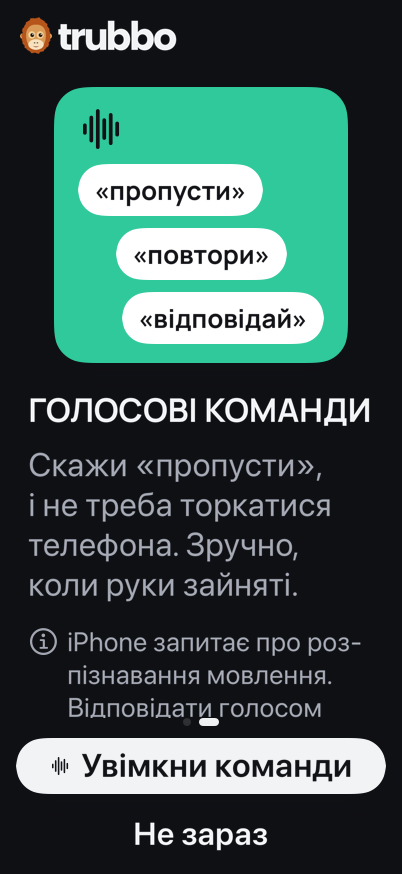 trubbo
«пропусти»
«повтори»
«відповідай»
ГОЛОСОВІ КОМАНДИ
Скажи «пропусти»,
і не треба торкатися
телефона. Зручно,
коли руки зайняті.
iPhone запитає про роз-
пізнавання мовлення.
Відповідати голосом
Увімкни команди
Не зараз